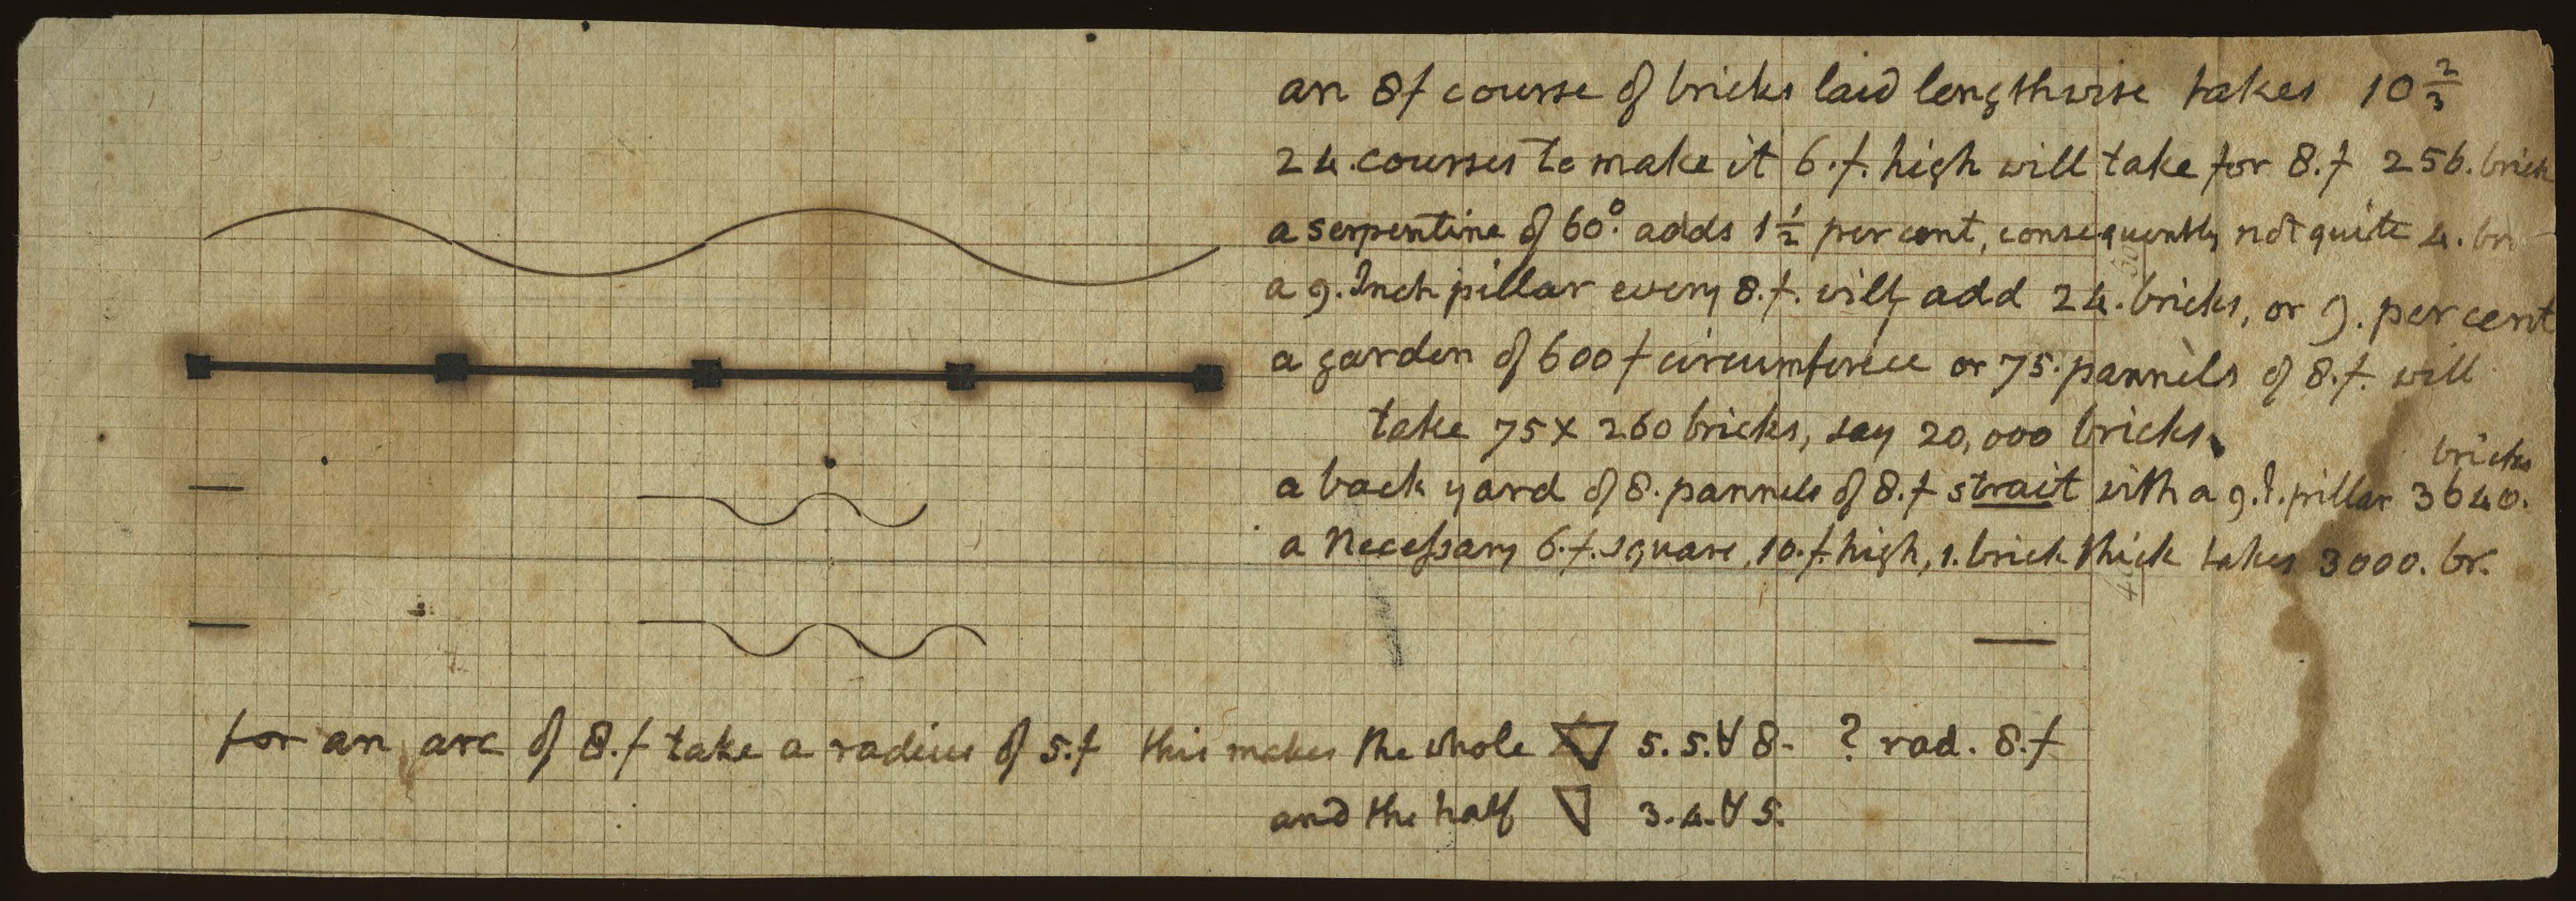 an 8f course of bricks laid lengthwise takes 10 2/3
24. courses to make it 6.f. high will take for 8.f 256. brick
a serpentine of 60°. adds 1 1/2 per cent, consequently not quite 4. br
a 9. Inch pillar every 8.f. will add 24. bricks, or 9. per cent
a garden of 600 f circumference or 75. pannels of 8.f. will
take 75 x 260 bricks, say 20,000 bricks.
bricks
a back yard of 8. pannels of 8.f strait with a 9.I. pillar 3640.
a Necessary 6.f. square, 10.f. high, 1. brick thick takes 3000. br.
for an arc of 8.f take a radius of 5.f this makes the whole ▽ 5.5.∀ 8. ? rad. 8.f
and the half ▽ 3.4.∀ 5.